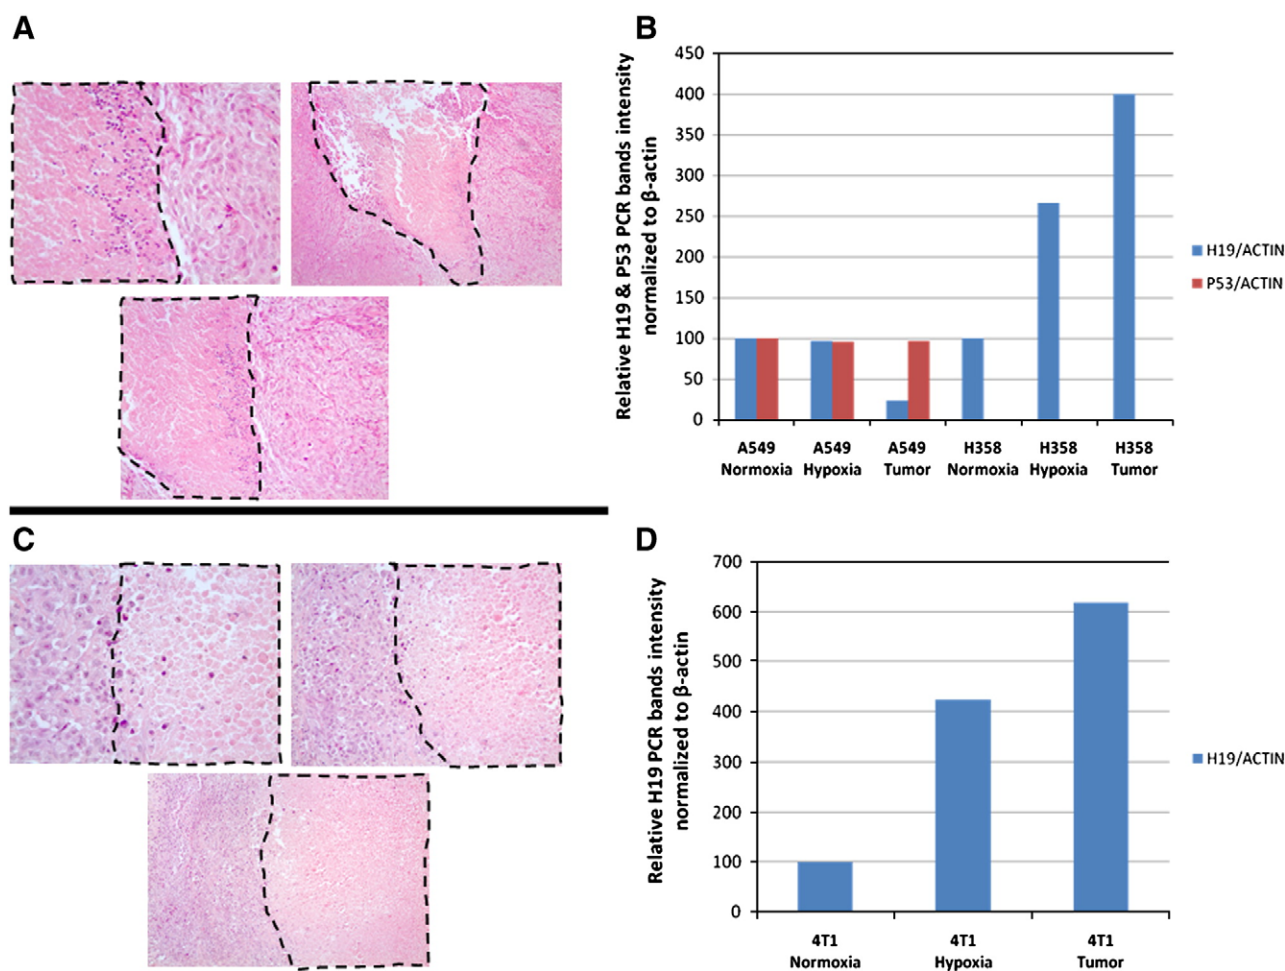 A
B
Relative H19 & P53 PCR bands intensity
normalized to β-actin
450
400
350
300
250
200
150
100
50
0
A549
Normoxia
A549
Hypoxia
A549
Tumor
H358
Normoxia
H358
Hypoxia
H358
Tumor
H19/ACTIN
P53/ACTIN
C
D
Relative H19 PCR bands intensity
normalized to β-actin
700
600
500
400
300
200
100
0
4T1
Normoxia
4T1
Hypoxia
4T1
Tumor
H19/ACTIN